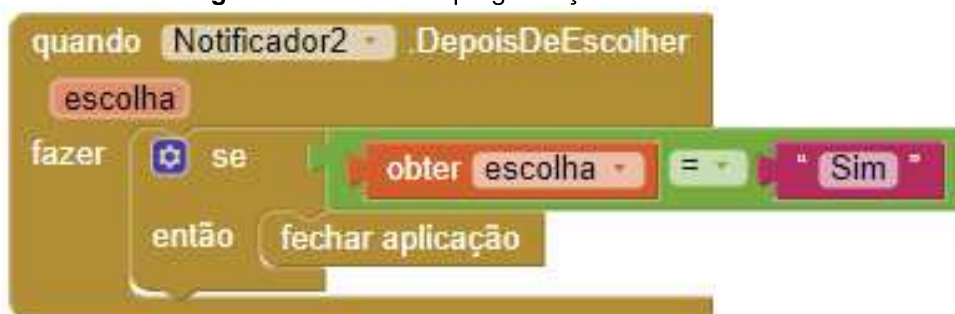 quando Notificador2 .DepoisDeEscolher
escolha
fazer se obter escolha = " Sim "
então fechar aplicação